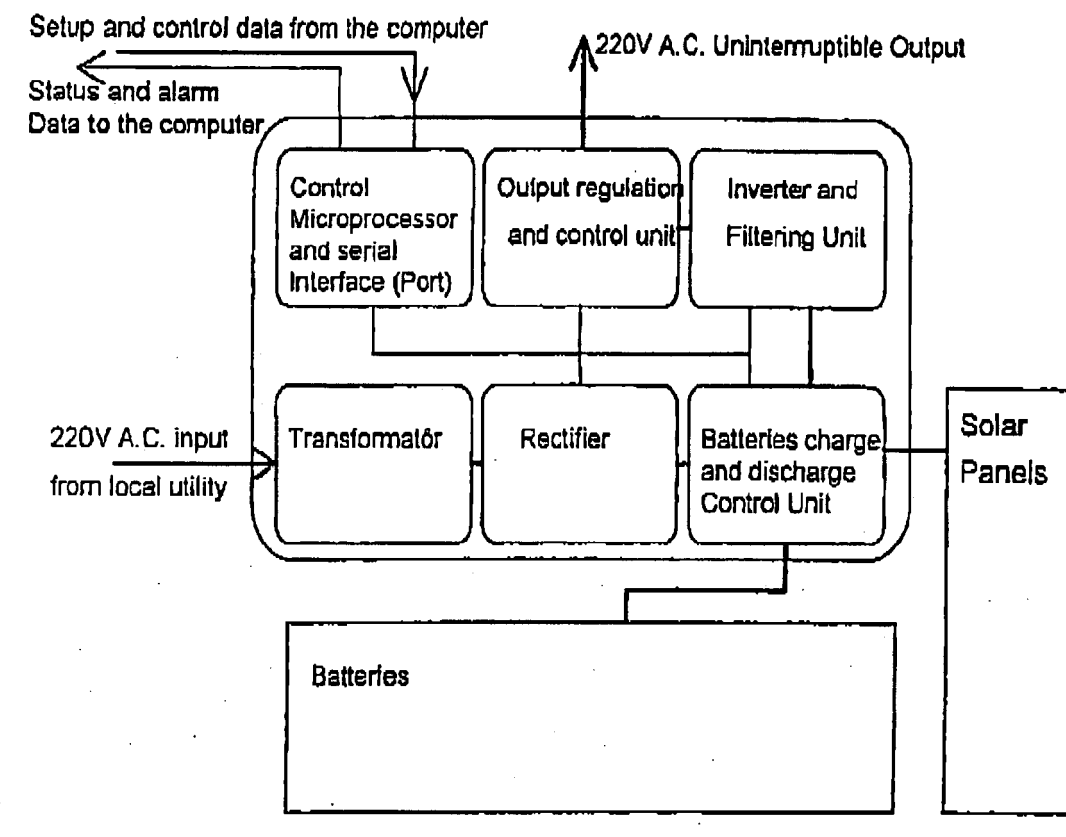 Setup and control data from the computer
220V A.C. Uninterruptible Output
Status and alarm
Data to the computer
Control
Microprocessor
and serial
Interface (Port)
Output regulation
and control unit
Inverter and
Filtering Unit
220V A.C. input
from local utility
Transformatór
Rectifier
Batteries charge
and discharge
Control Unit
Solar
Panels
Batteries